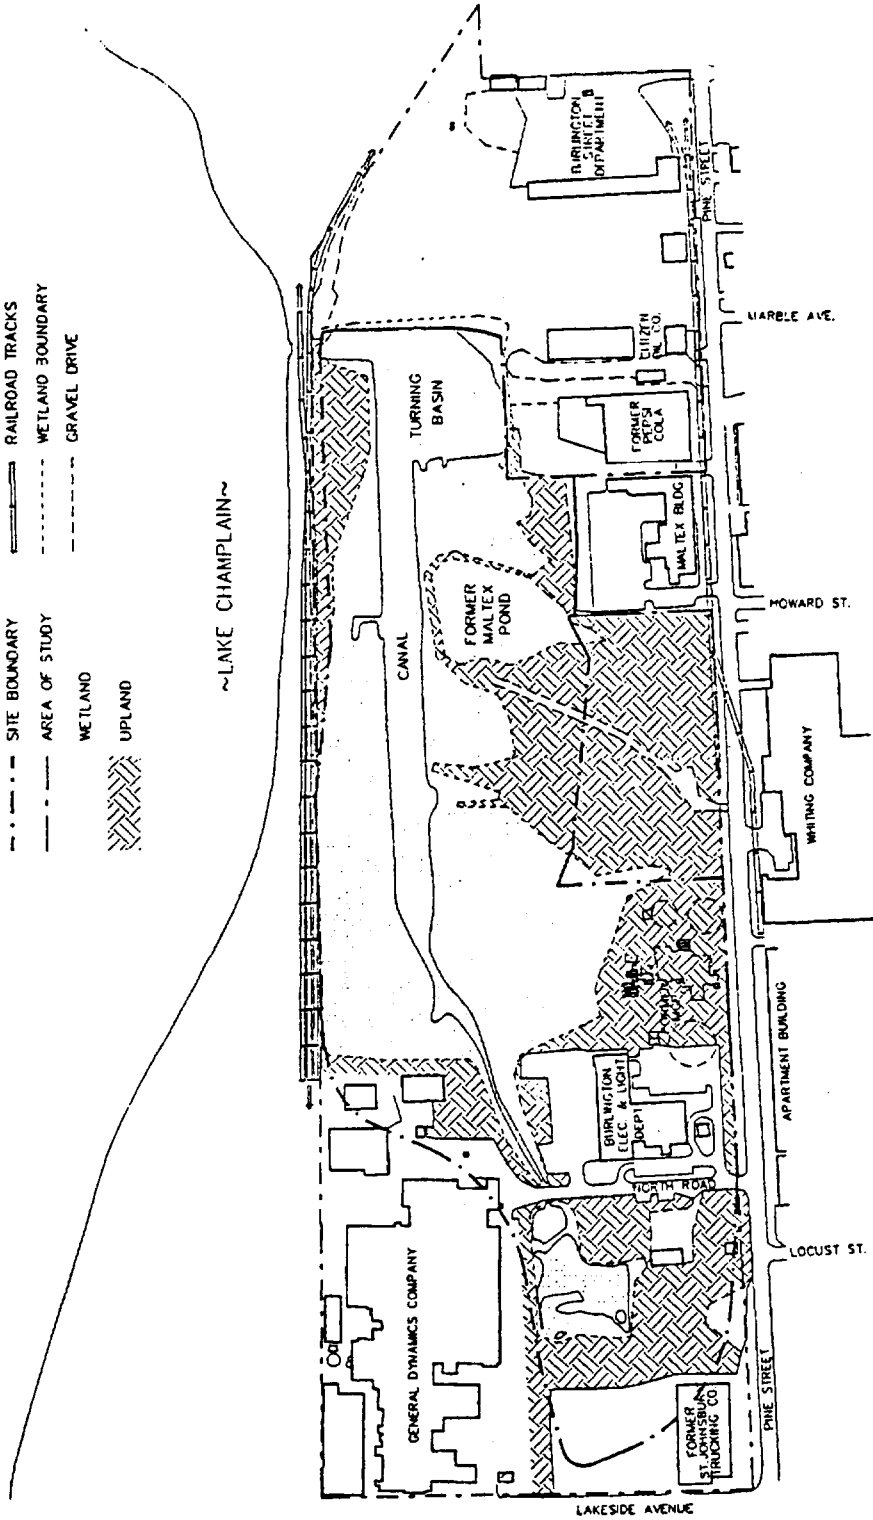 SITE BOUNDARY
AREA OF STUDY
WETLAND
UPLAND
RAILROAD TRACKS
WETLAND BOUNDARY
GRAVEL DRIVE
~LAKE CHAMPLAIN~
TURNING
BASIN
CANAL
FORMER
MALTEX
POND
BURLINGTON
STREET
DEPARTMENT
PINE STREET
MARBLE AVE.
CITIZEN
OIL CO.
FORMER
PEPSI
COLA
MALTEX BLDG.
HOWARD ST.
WHITING COMPANY
APARTMENT BUILDING
BURLINGTON
ELEC. & LIGHT
DEPT
NORTH ROAD
LOCUST ST.
GENERAL DYNAMICS COMPANY
FORMER
ST. JOHNSBURY
TRUCKING CO.
PINE STREET
LAKESIDE AVENUE